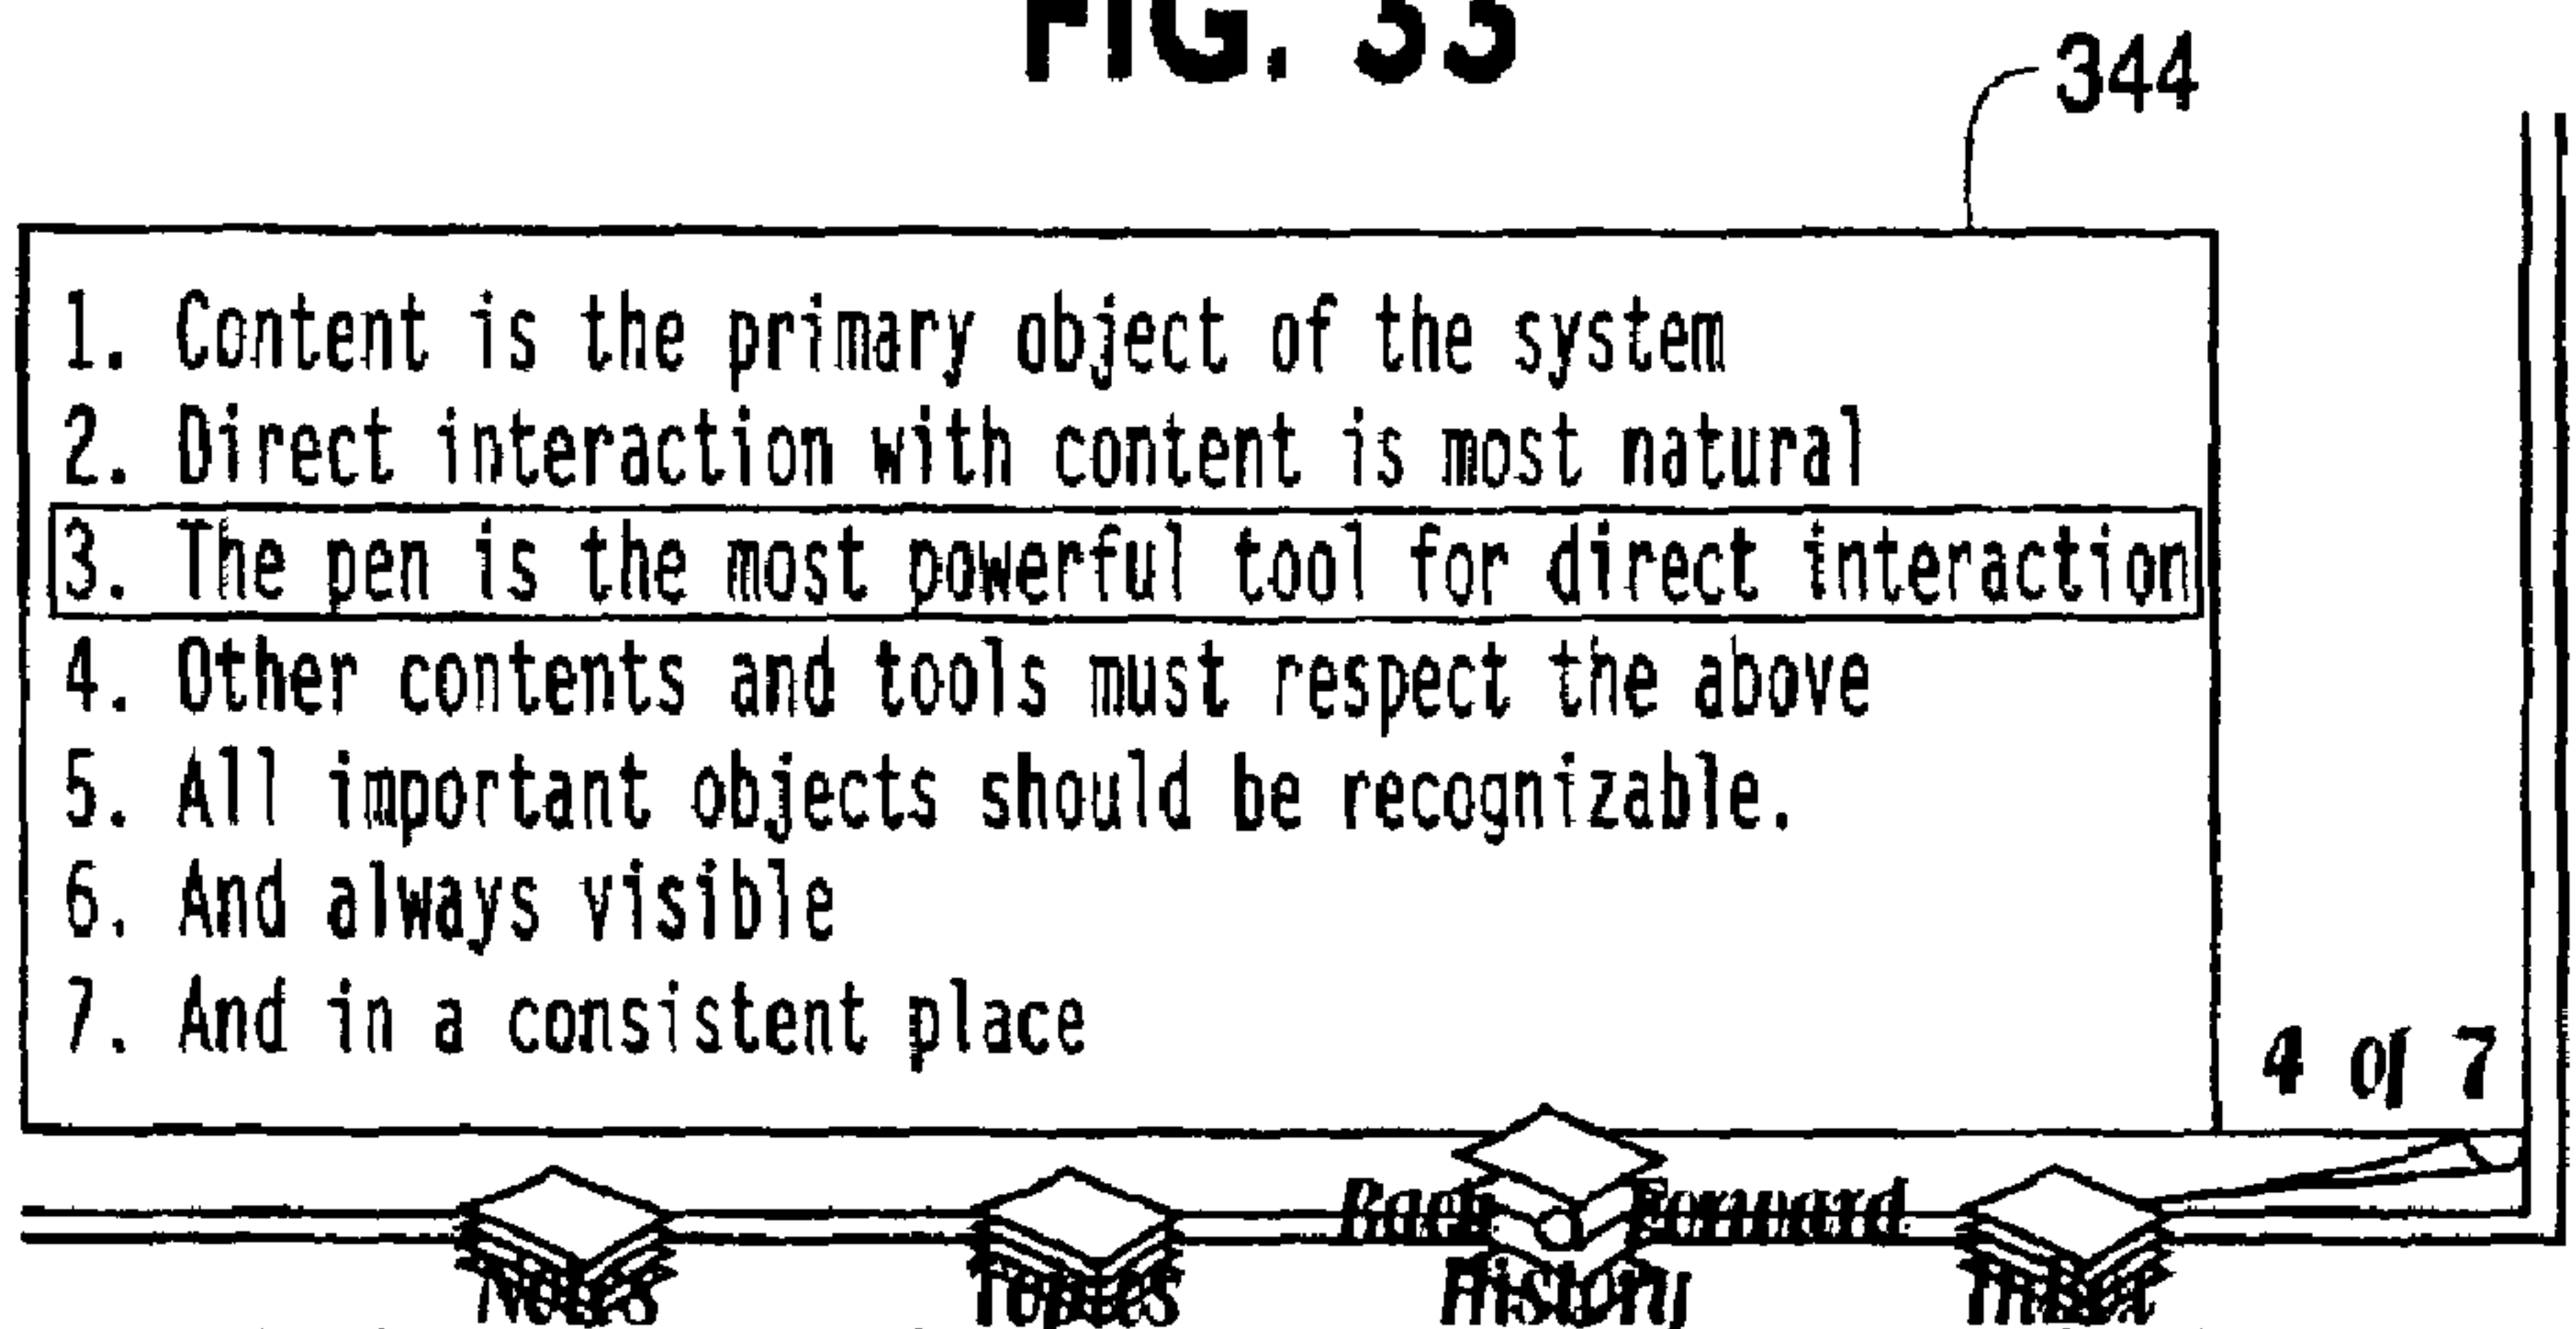 FIG. 33
344
1. Content is the primary object of the system
2. Direct interaction with content is most natural
3. The pen is the most powerful tool for direct interaction
4. Other contents and tools must respect the above
5. All important objects should be recognizable.
6. And always visible
7. And in a consistent place
4 of 7
Back Forward
Notes Topics History